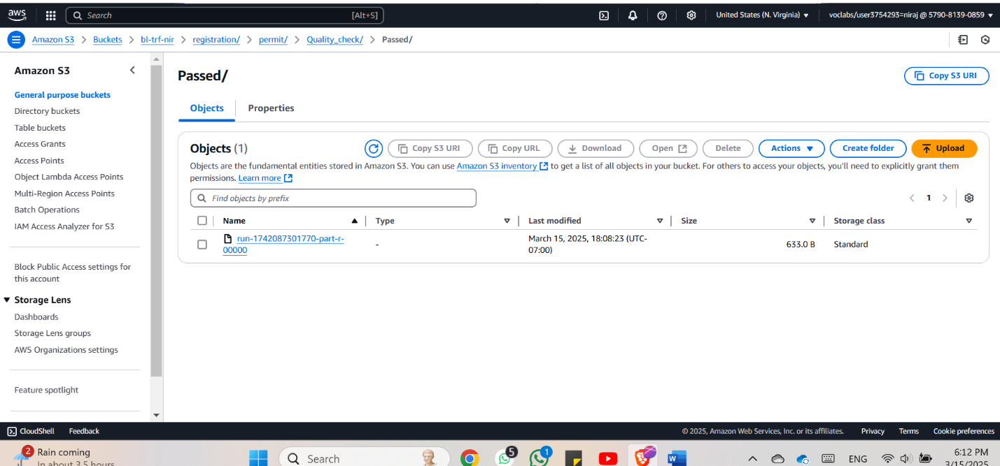 aws
Search
[Alt+S]
United States (N. Virginia)
voclabs/user3754293=niraj @ 5790-8139-0859
Amazon S3 > Buckets > bl-trf-nir > registration/ > permit/ > Quality_check/ > Passed/
Amazon S3
General purpose buckets
Directory buckets
Table buckets
Access Grants
Access Points
Object Lambda Access Points
Multi-Region Access Points
Batch Operations
IAM Access Analyzer for S3
Block Public Access settings for
this account
Storage Lens
Dashboards
Storage Lens groups
AWS Organizations settings
Feature spotlight
Passed/
Copy S3 URI
Objects
Properties
Objects (1)
Copy S3 URI
Copy URL
Download
Open
Delete
Actions
Create folder
Upload
Objects are the fundamental entities stored in Amazon S3. You can use Amazon S3 inventory to get a list of all objects in your bucket. For others to access your objects, you'll need to explicitly grant them
permissions. Learn more
Find objects by prefix
1
Name
Type
Last modified
Size
Storage class
run-1742087301770-part-r-
00000
-
March 15, 2025, 18:08:23 (UTC-
07:00)
633.0 B
Standard
CloudShell
Feedback
© 2025, Amazon Web Services, Inc. or its affiliates.
Privacy
Terms
Cookie preferences
2
Rain coming
In about 3.5 hours
Search
5
1
W
ENG
6:12 PM
3/15/2025